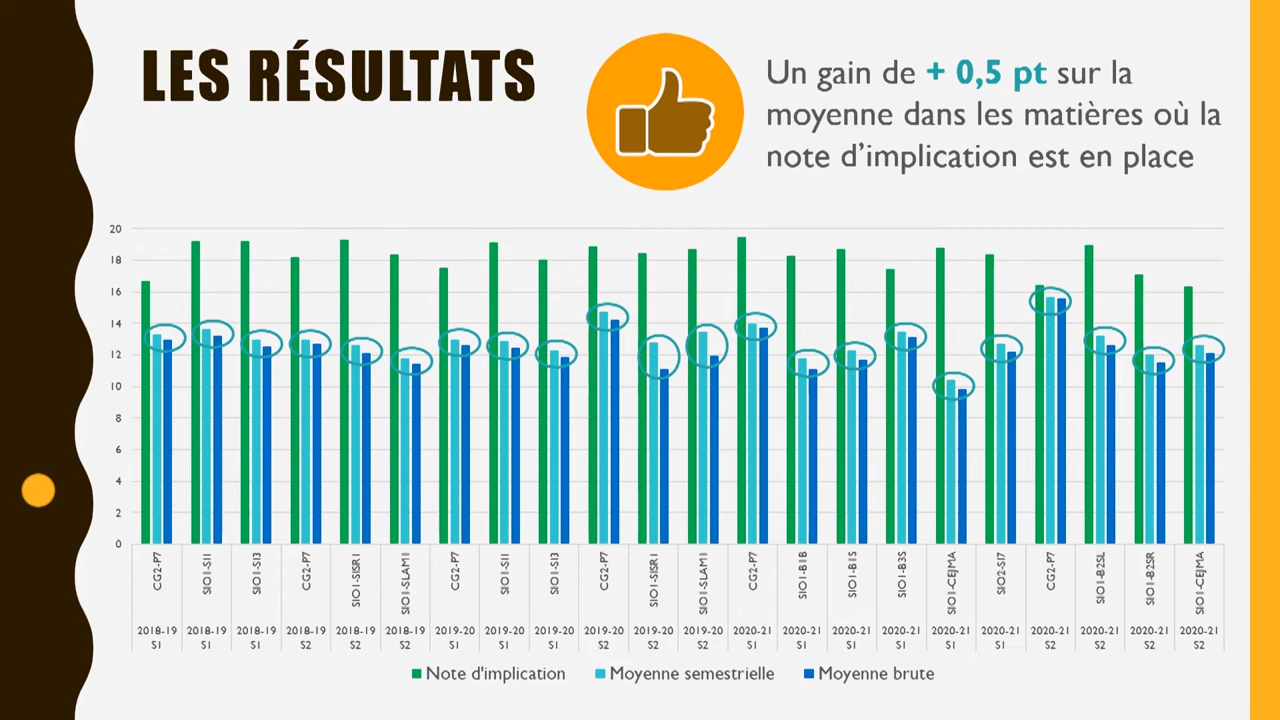 LES RÉSULTATS
Un gain de + 0,5 pt sur la
moyenne dans les matières où la
note d'implication est en place
20
18
16
14
12
10
8
6
4
2
0
CG2-P7
SIO1-SI1
SIO1-SI3
CG2-P7
SIO1-SISR1
SIO1-SLAM1
CG2-P7
SIO1-SI1
SIO1-SI3
CG2-P7
SIO1-SISR1
SIO1-SLAM1
CG2-P7
SIO1-B1B
SIO1-B1S
SIO1-B3S
SIO1-CEJMA
SIO2-SI7
CG2-P7
SIO1-B2SL
SIO1-B2SR
SIO1-CEJMA
2018-19 2018-19 2018-19 2018-19 2018-19 2018-19 2019-20 2019-20 2019-20 2019-20 2019-20 2019-20 2020-21 2020-21 2020-21 2020-21 2020-21 2020-21 2020-21 2020-21 2020-21 2020-21
S1 S1 S1 S2 S2 S2 S1 S1 S1 S2 S2 S2 S1 S1 S1 S1 S1 S1 S2 S2 S2 S2
Note d'implication Moyenne semestrielle Moyenne brute